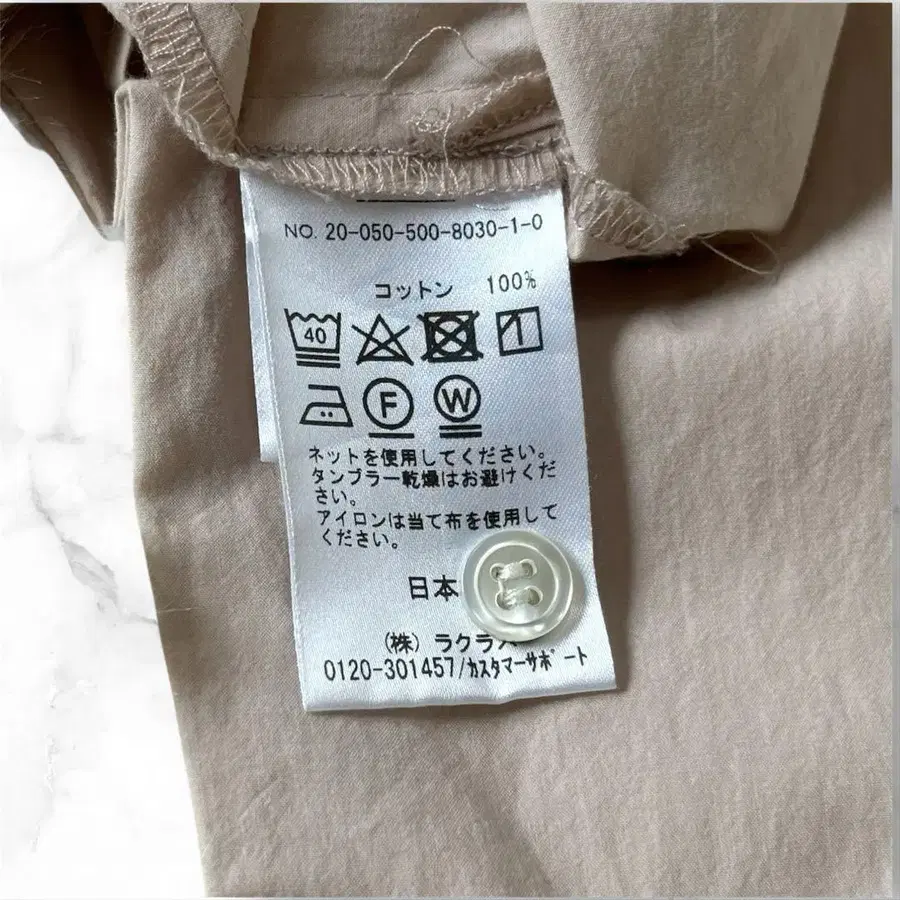 NO. 20-050-500-8030-1-0
コットン 100%
40
F W
ネットを使用してください。
タンブラー乾燥はお避けくだ
さい。
アイロンは当て布を使用して
ください。
日本
(株) ラクラス
0120-301457/カスタマーサポート